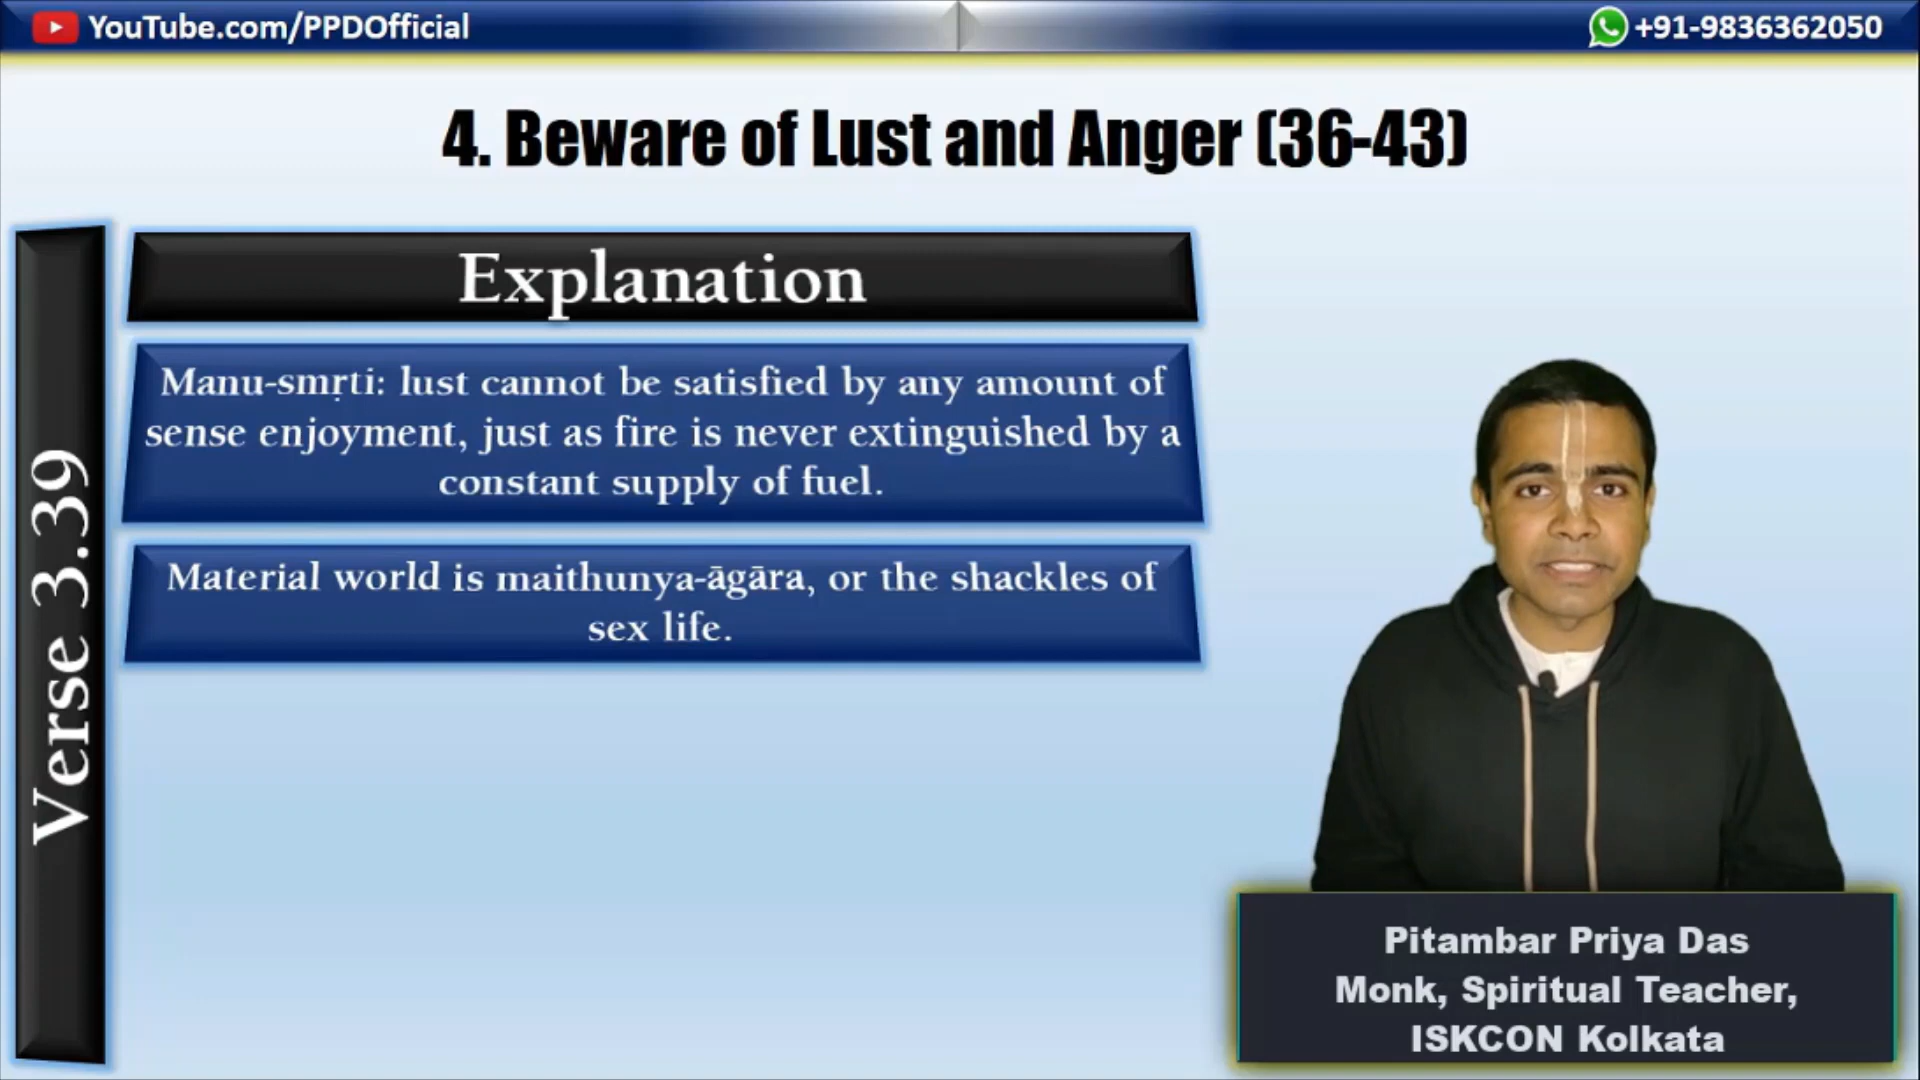 YouTube.com/PPDOfficial
+91-9836362050
4. Beware of Lust and Anger (36-43)
Verse 3.39
Explanation
Manu-smṛti: lust cannot be satisfied by any amount of
sense enjoyment, just as fire is never extinguished by a
constant supply of fuel.
Material world is maithunya-āgāra, or the shackles of
sex life.
Pitambar Priya Das
Monk, Spiritual Teacher,
ISKCON Kolkata